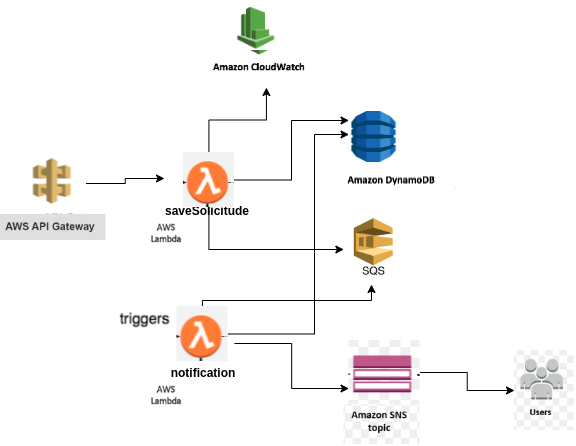 Amazon CloudWatch
Amazon DynamoDB
saveSolicitude
AWS API Gateway
AWS
Lambda
SQS
triggers
notification
AWS
Lambda
Amazon SNS
topic
Users